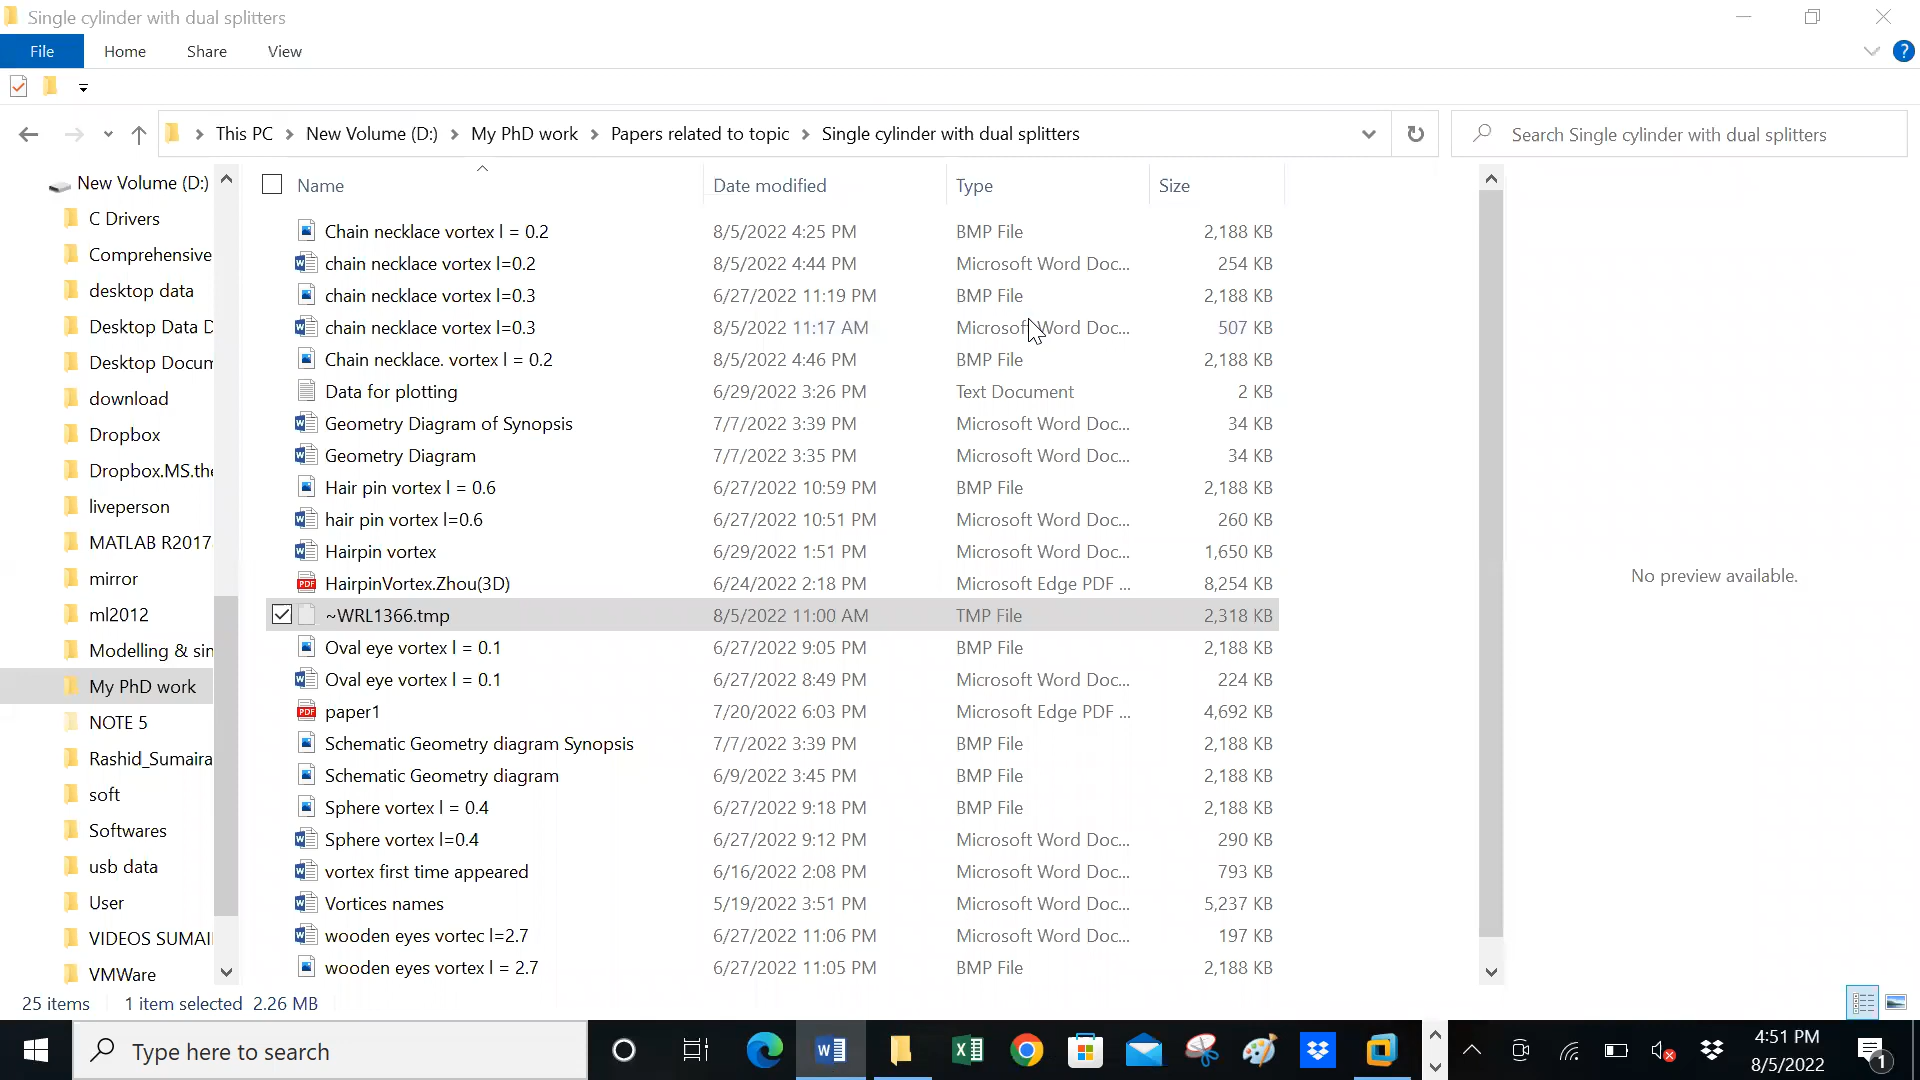 Single cylinder with dual splitters
File Home Share View
This PC > New Volume (D:) > My PhD work > Papers related to topic > Single cylinder with dual splitters
Search Single cylinder with dual splitters
New Volume (D:)
C Drivers
Comprehensive
desktop data
Desktop Data D
Desktop Docum
download
Dropbox
Dropbox.MS.the
liveperson
MATLAB R2017
mirror
ml2012
Modelling & sin
My PhD work
NOTE 5
Rashid_Sumaira
soft
Softwares
usb data
User
VIDEOS SUMAI
VMWare
Name Date modified Type Size
Chain necklace vortex l = 0.2 8/5/2022 4:25 PM BMP File 2,188 KB
chain necklace vortex l=0.2 8/5/2022 4:44 PM Microsoft Word Doc... 254 KB
chain necklace vortex l=0.3 6/27/2022 11:19 PM BMP File 2,188 KB
chain necklace vortex l=0.3 8/5/2022 11:17 AM Microsoft Word Doc... 507 KB
Chain necklace. vortex l = 0.2 8/5/2022 4:46 PM BMP File 2,188 KB
Data for plotting 6/29/2022 3:26 PM Text Document 2 KB
Geometry Diagram of Synopsis 7/7/2022 3:39 PM Microsoft Word Doc... 34 KB
Geometry Diagram 7/7/2022 3:35 PM Microsoft Word Doc... 34 KB
Hair pin vortex l = 0.6 6/27/2022 10:59 PM BMP File 2,188 KB
hair pin vortex l=0.6 6/27/2022 10:51 PM Microsoft Word Doc... 260 KB
Hairpin vortex 6/29/2022 1:51 PM Microsoft Word Doc... 1,650 KB
HairpinVortex.Zhou(3D) 6/24/2022 2:18 PM Microsoft Edge PDF ... 8,254 KB
~WRL1366.tmp 8/5/2022 11:00 AM TMP File 2,318 KB
Oval eye vortex l = 0.1 6/27/2022 9:05 PM BMP File 2,188 KB
Oval eye vortex l = 0.1 6/27/2022 8:49 PM Microsoft Word Doc... 224 KB
paper1 7/20/2022 6:03 PM Microsoft Edge PDF ... 4,692 KB
Schematic Geometry diagram Synopsis 7/7/2022 3:39 PM BMP File 2,188 KB
Schematic Geometry diagram 6/9/2022 3:45 PM BMP File 2,188 KB
Sphere vortex l = 0.4 6/27/2022 9:18 PM BMP File 2,188 KB
Sphere vortex l=0.4 6/27/2022 9:12 PM Microsoft Word Doc... 290 KB
vortex first time appeared 6/16/2022 2:08 PM Microsoft Word Doc... 793 KB
Vortices names 5/19/2022 3:51 PM Microsoft Word Doc... 5,237 KB
wooden eyes vortec l=2.7 6/27/2022 11:06 PM Microsoft Word Doc... 197 KB
wooden eyes vortex l = 2.7 6/27/2022 11:05 PM BMP File 2,188 KB
No preview available.
25 items 1 item selected 2.26 MB
Type here to search
4:51 PM
8/5/2022
1